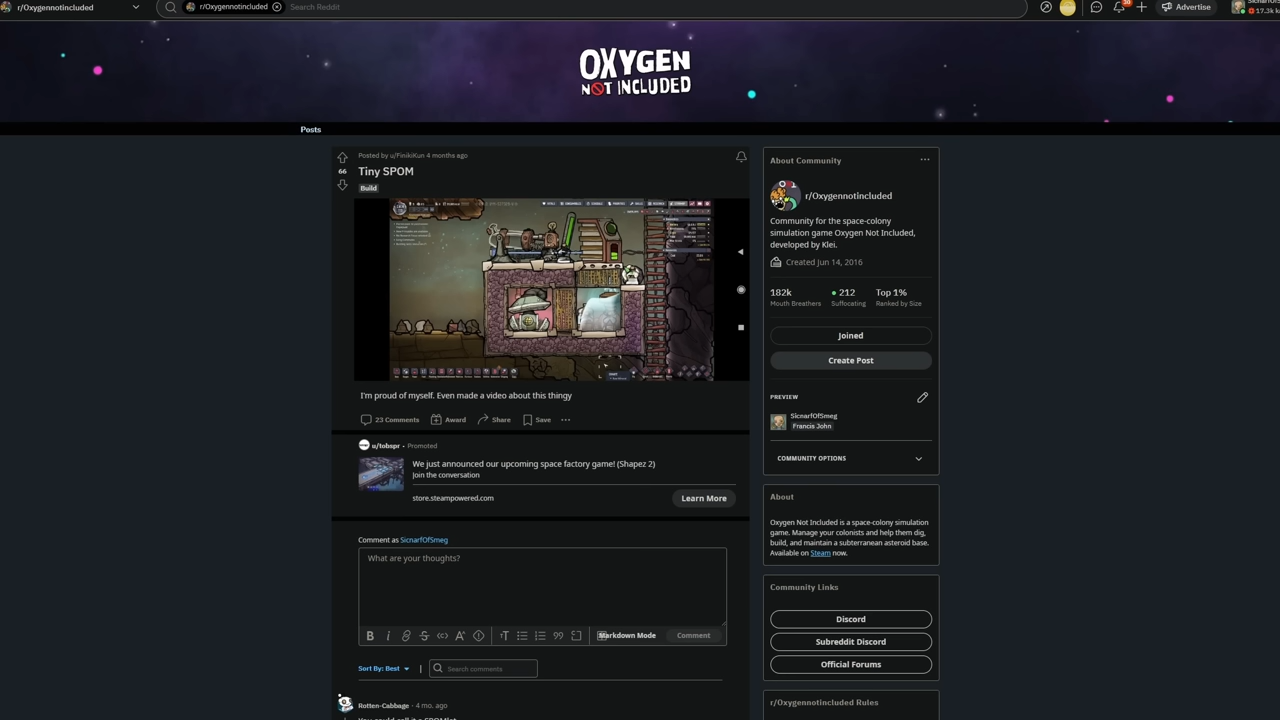 r/Oxygennotincluded
r/Oxygennotincluded
Search Reddit
20
Advertise
17.3k
OXYGEN
NOT INCLUDED
Posts
Posted by u/FinikiKun 4 months ago
66
Tiny SPOM
Build
I'm proud of myself. Even made a video about this thingy
23 Comments
Award
Share
Save
u/tobspr • Promoted
We just announced our upcoming space factory game! (Shapez 2)
Join the conversation
store.steampowered.com
Learn More
Comment as SicnarfOfSmeg
What are your thoughts?
Markdown Mode
Comment
Sort By: Best
Search comments
Rotten-Cabbage · 4 mo. ago
About Community
r/Oxygennotincluded
Community for the space-colony
simulation game Oxygen Not Included,
developed by Klei.
Created Jun 14, 2016
182k
212
Top 1%
Mouth Breathers
Suffocating
Ranked by Size
Joined
Create Post
PREVIEW
SicnarfOfSmeg
Francis John
COMMUNITY OPTIONS
About
Oxygen Not Included is a space-colony simulation
game. Manage your colonists and help them dig,
build, and maintain a subterranean asteroid base.
Available on Steam now.
Community Links
Discord
Subreddit Discord
Official Forums
r/Oxygennotincluded Rules